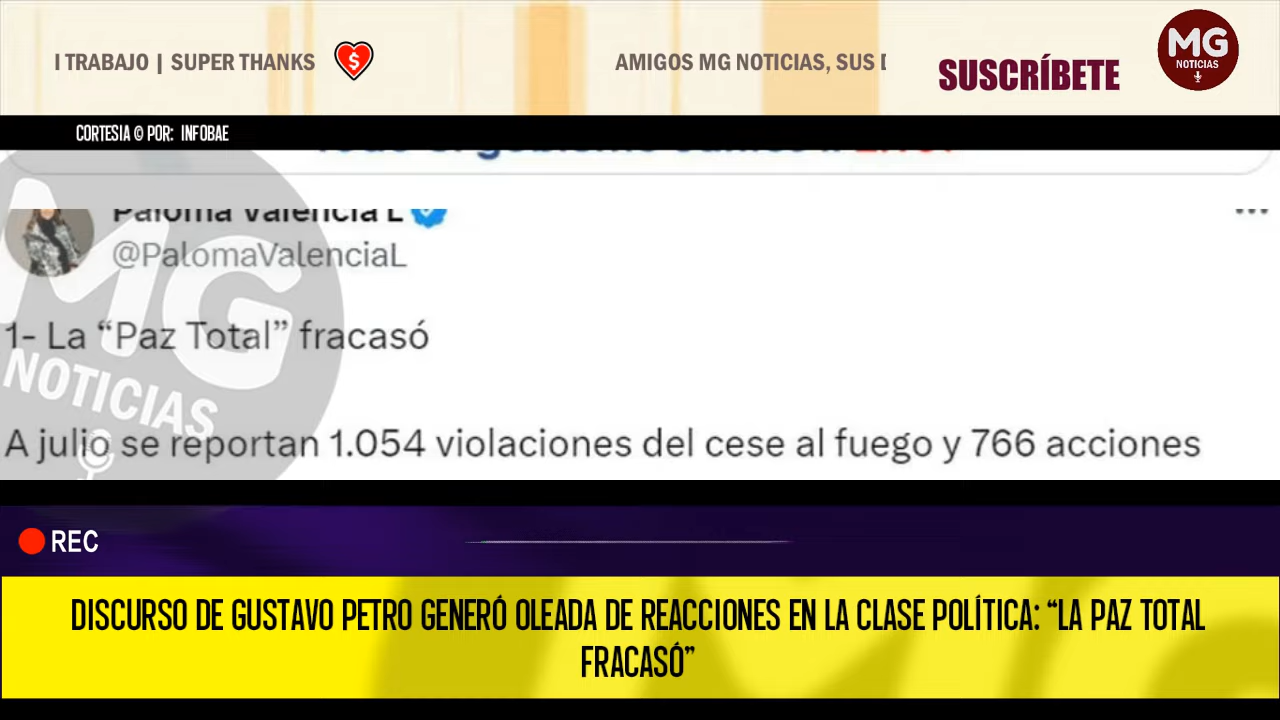 I TRABAJO | SUPER THANKS
AMIGOS MG NOTICIAS, SUS
SUSCRÍBETE
MG
NOTICIAS
CORTESIA © POR: INFOBAE
Paloma Valencia L
@PalomaValenciaL
1- La “Paz Total” fracasó
MG
NOTICIAS
A julio se reportan 1.054 violaciones del cese al fuego y 766 acciones
REC
DISCURSO DE GUSTAVO PETRO GENERÓ OLEADA DE REACCIONES EN LA CLASE POLÍTICA: “LA PAZ TOTAL
FRACASÓ”